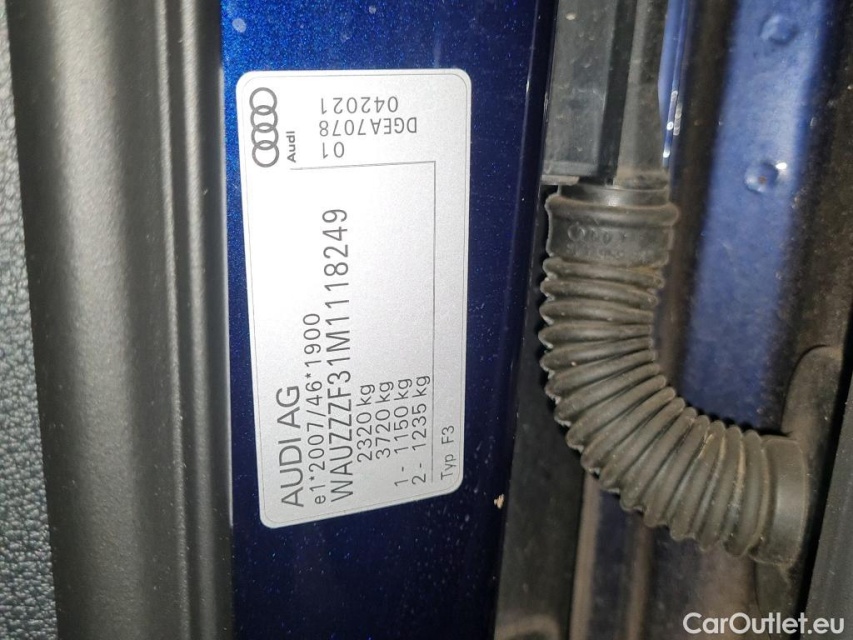 AUDI AG
e1*2007/46*1900
WAUZZZF31M1118249
2320 kg
3720 kg
1- 1150 kg
2- 1235 kg
Typ F3
Audi
01
DGEA7078
042021
CarOutlet.eu